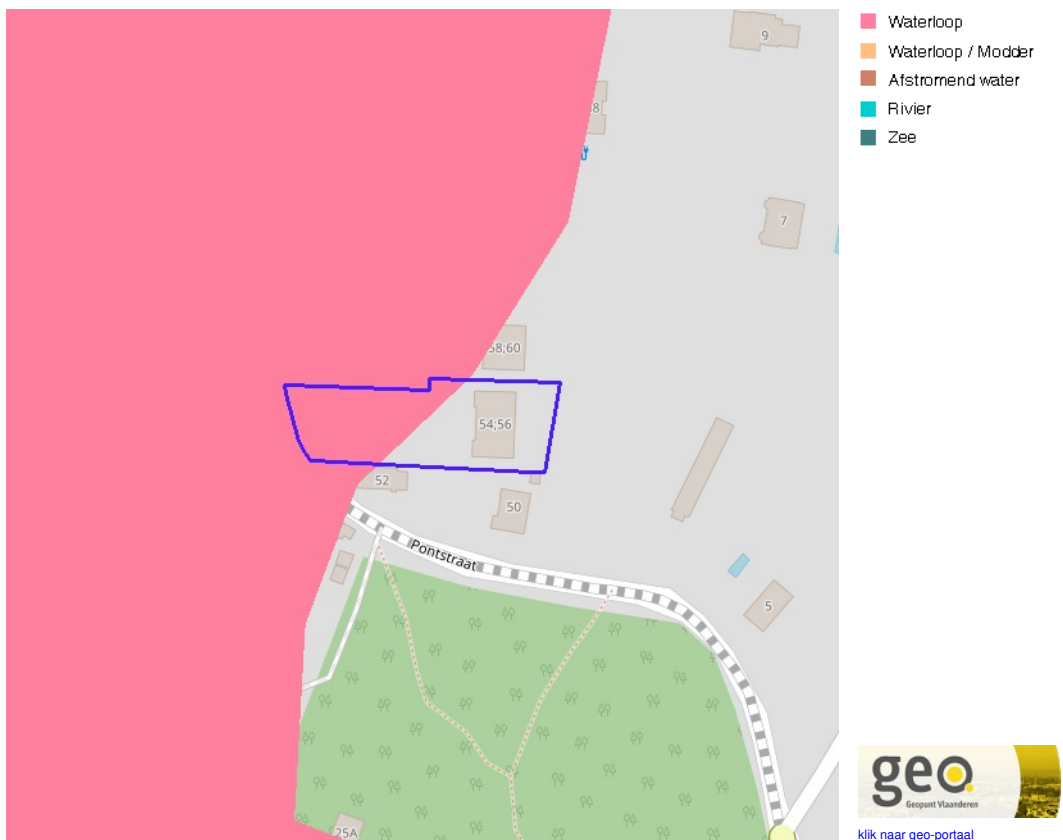 Waterloop
Waterloop / Modder
Afstromend water
Rivier
Zee
9
8
7
58;60
54;56
52
50
Pontstraat
5
25A
geo
Geopunt Vlaanderen
klik naar geo-portaal